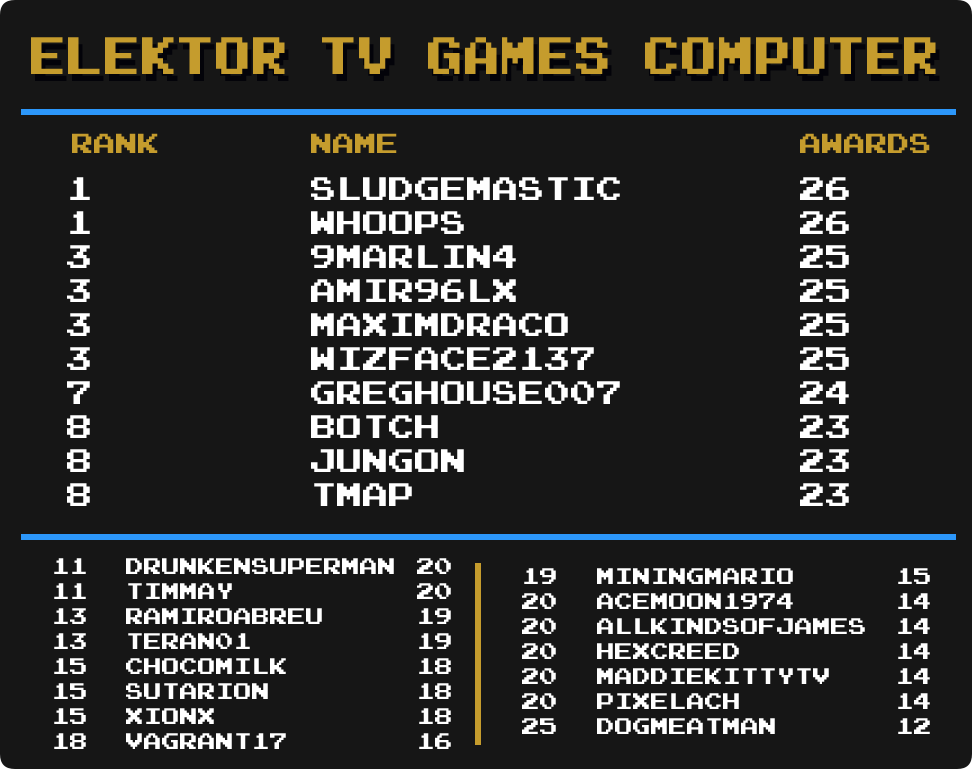 ELEKTOR TV GAMES COMPUTER
RANK NAME AWARDS
1 SLUDGEMASTIC 26
1 WHOOPS 26
3 9MARLIN4 25
3 AMIR96LX 25
3 MAXIMDRACO 25
3 WIZFACE2137 25
7 GREGHOUSE007 24
8 BOTCH 23
8 JUNGON 23
8 TMAP 23
11 DRUNKENSUPERMAN 20
11 TIMMAY 20
13 RAMIROABREU 19
13 TERAN01 19
15 CHOCOMILK 18
15 SUTARION 18
15 XIONX 18
18 VAGRANT17 16
19 MININGMARIO 15
20 ACEMOON1974 14
20 ALLKINDSOFJAMES 14
20 HEXCREED 14
20 MADDIEKITTYTV 14
20 PIXELACH 14
25 DOGMEATMAN 12